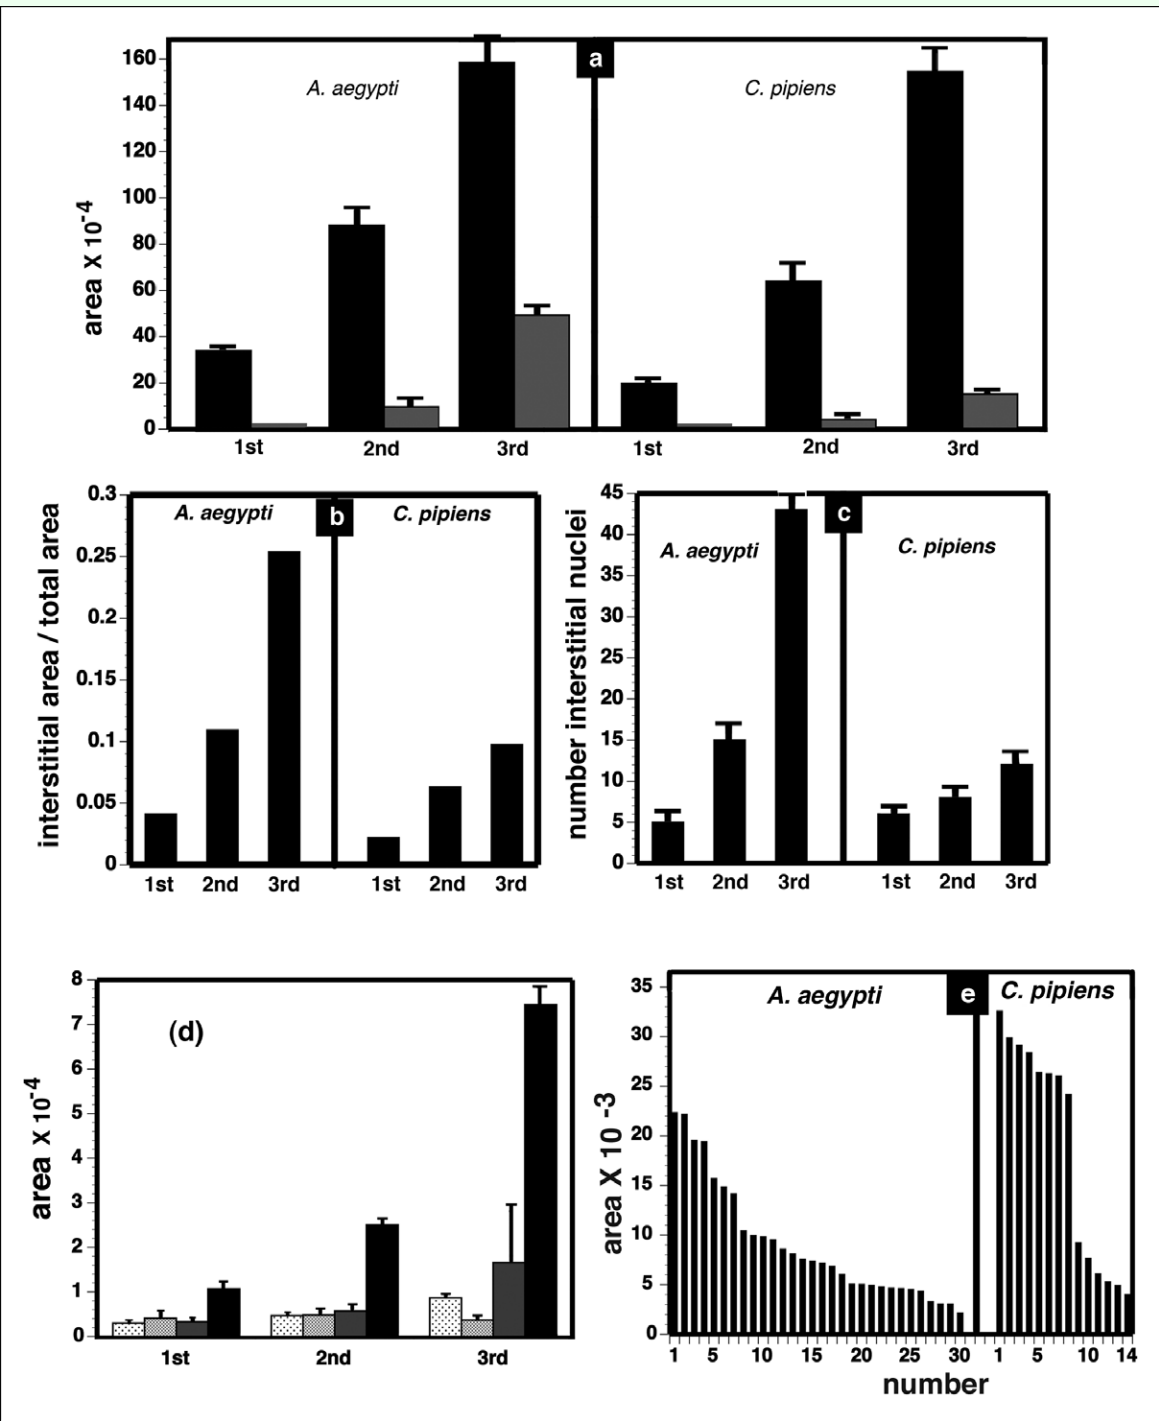 a
A. aegypti
C. pipiens
area X 10-4
160
140
120
100
80
60
40
20
0
1st 2nd 3rd 1st 2nd 3rd
b
A. aegypti
C. pipiens
interstitial area / total area
0.3
0.25
0.2
0.15
0.1
0.05
0
1st 2nd 3rd 1st 2nd 3rd
c
A. aegypti
C. pipiens
number interstitial nuclei
45
40
35
30
25
20
15
10
5
0
1st 2nd 3rd 1st 2nd 3rd
(d)
area X 10-4
8
7
6
5
4
3
2
1
0
1st 2nd 3rd
e
A. aegypti
C. pipiens
area X 10 -3
35
30
25
20
15
10
5
0
1 5 10 15 20 25 30 1 5 10 14
number